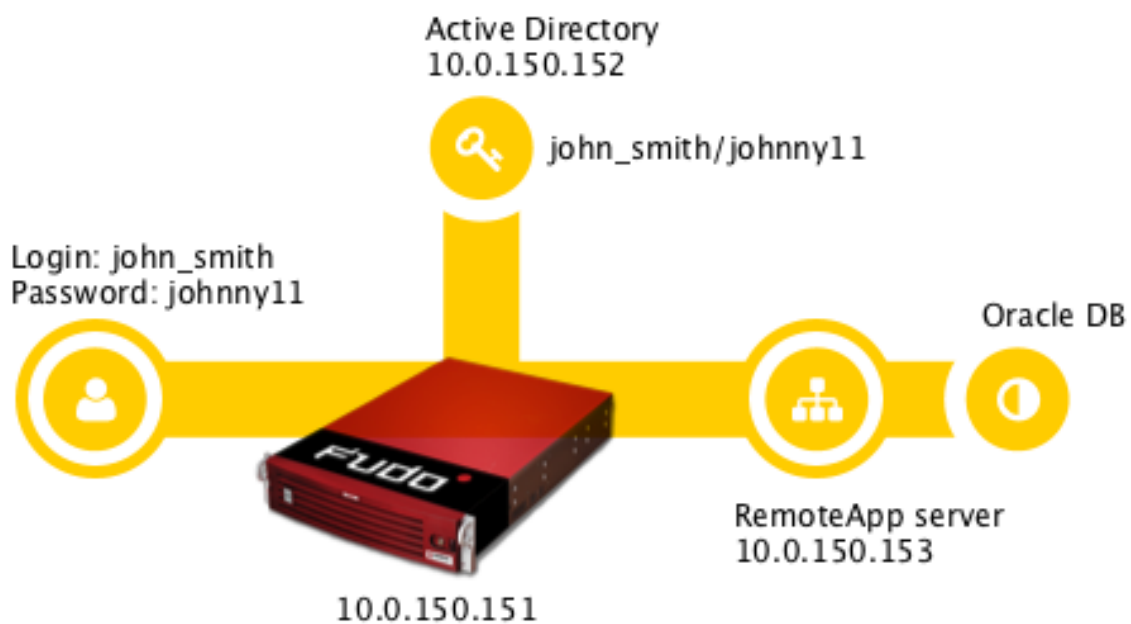 Active Directory
10.0.150.152
john_smith/johnny11
Login: john_smith
Password: johnny11
Oracle DB
FUDO
RemoteApp server
10.0.150.153
10.0.150.151